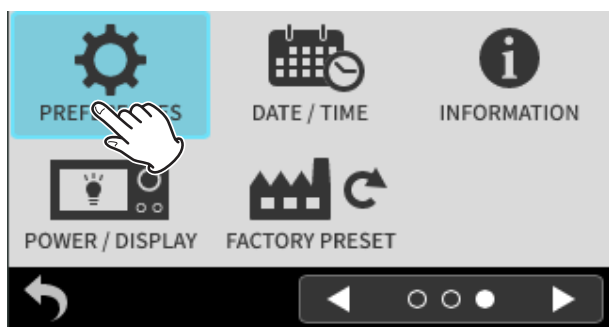 DATE / TIME
INFORMATION
POWER / DISPLAY
FACTORY PRESET